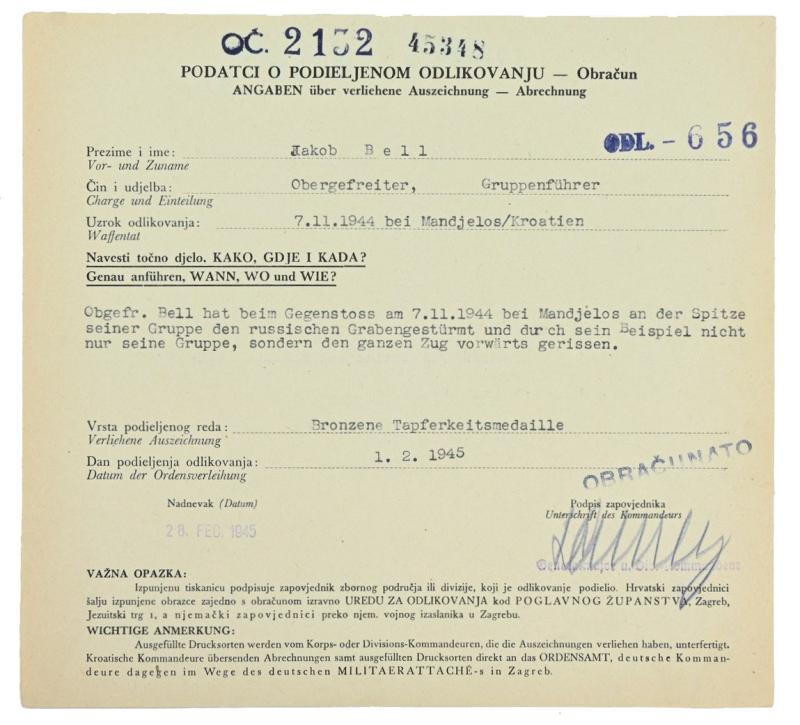 OČ. 2132 45348
PODATCI O PODIELJENOM ODLIKOVANJU — Obračun
ANGABEN über verliehene Auszeichnung — Abrechnung
ODL. - 656
Prezime i ime: Jakob Bell
Vor- und Zuname
Čin i udjelba: Obergefreiter, Gruppenführer
Charge und Einteilung
Uzrok odlikovanja: 7.11.1944 bei Mandjelos/Kroatien
Waffentat
Navesti točno djelo. KAKO, GDJE I KADA?
Genau anführen, WANN, WO und WIE?
Obgefr. Bell hat beim Gegenstoss am 7.11.1944 bei Mandjelos an der Spitze
seiner Gruppe den russischen Grabengestürmt und durch sein Beispiel nicht
nur seine Gruppe, sondern den ganzen Zug vorwärts gerissen.
Vrsta podieljenog reda: Bronzene Tapferkeitsmedaille
Verliehene Auszeichnung
Dan podieljenja odlikovanja: 1. 2. 1945
Datum der Ordensverleihung
OBRAČUNATO
Nadnevak (Datum) Podpis zapovjednika
Unterschrift des Kommandeurs
28. FEB. 1945
Generalmajor u.
VAŽNA OPAZKA:
Izpunjenu tiskanicu podpisuje zapovjednik zbornog područja ili divizije, koji je odlikovanje podielio. Hrvatski zapovjednici
šalju izpunjene obrazce zajedno s obračunom izravno UREDU ZA ODLIKOVANJA kod POGLAVNOG ŽUPANSTVA, Zagreb,
Jezuitski trg 1, a njemački zapovjednici preko njem. vojnog izaslanika u Zagrebu.
WICHTIGE ANMERKUNG:
Ausgefüllte Drucksorten werden vom Korps- oder Divisions-Kommandeuren, die die Auszeichnungen verliehen haben, unterfertigt.
Kroatische Kommandeure übersenden Abrechnungen samt ausgefüllten Drucksorten direkt an das ORDENSAMT, deutsche Komman-
deure dagegen im Wege des deutschen MILITAERATTACHÉ-s in Zagreb.